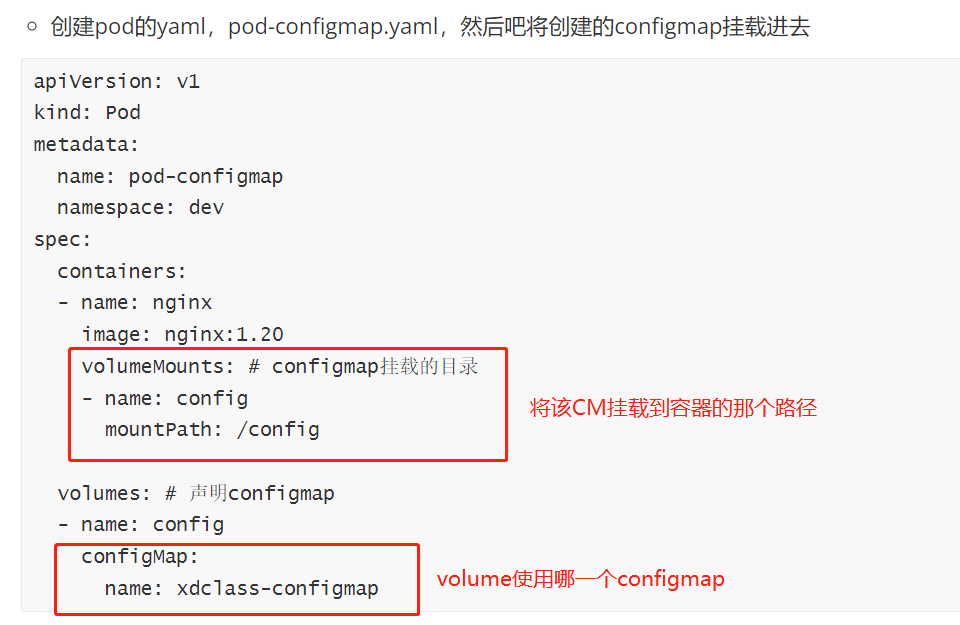 创建pod的yaml，pod-configmap.yaml，然后吧将创建的configmap挂载进去
apiVersion: v1
kind: Pod
metadata:
  name: pod-configmap
  namespace: dev
spec:
  containers:
  - name: nginx
    image: nginx:1.20
    volumeMounts: # configmap挂载的目录
    - name: config
      mountPath: /config
将该CM挂载到容器的那个路径
  volumes: # 声明configmap
  - name: config
    configMap:
      name: xdclass-configmap
volume使用哪一个configmap